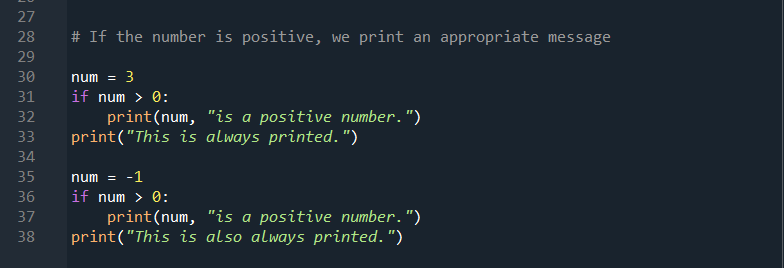 27
28 # If the number is positive, we print an appropriate message
29
30 num = 3
31 if num > 0:
32     print(num, "is a positive number.")
33 print("This is always printed.")
34
35 num = -1
36 if num > 0:
37     print(num, "is a positive number.")
38 print("This is also always printed.")